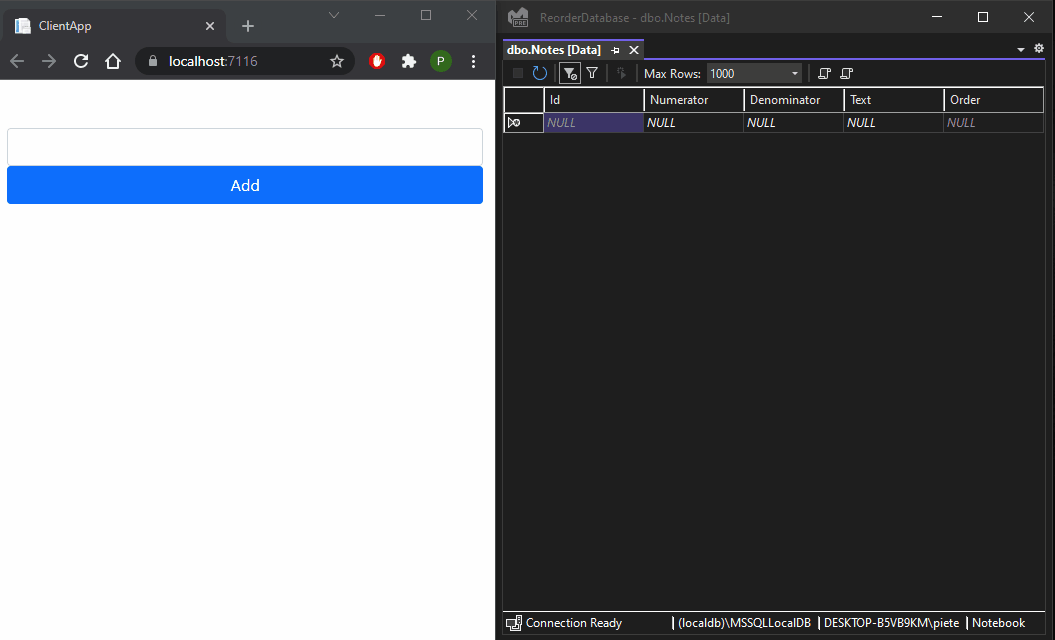 ClientApp
localhost:7116
P
Add
PRE
ReorderDatabase - dbo.Notes [Data]
dbo.Notes [Data]
Max Rows: 1000
Id Numerator Denominator Text Order
NULL NULL NULL NULL NULL
Connection Ready (localdb)\MSSQLLocalDB DESKTOP-B5VB9KM\piete Notebook